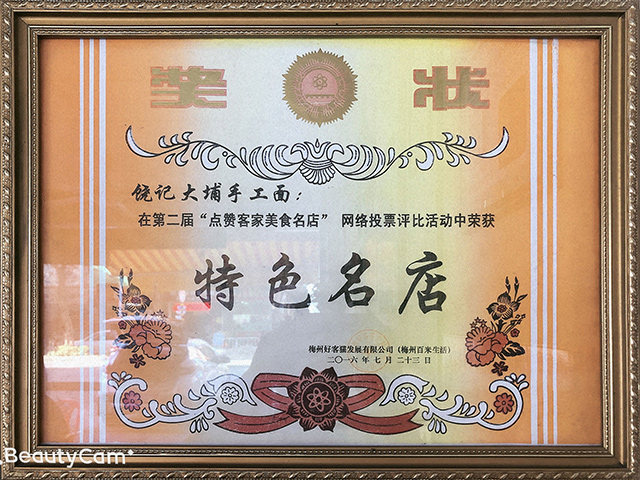 奖状
饶记大埔手工面：
在第二届“点赞客家美食名店” 网络投票评比活动中荣获
特色名店
梅州好客猫发展有限公司（梅州百米生活）
二〇一六年七月二十三日
BeautyCam